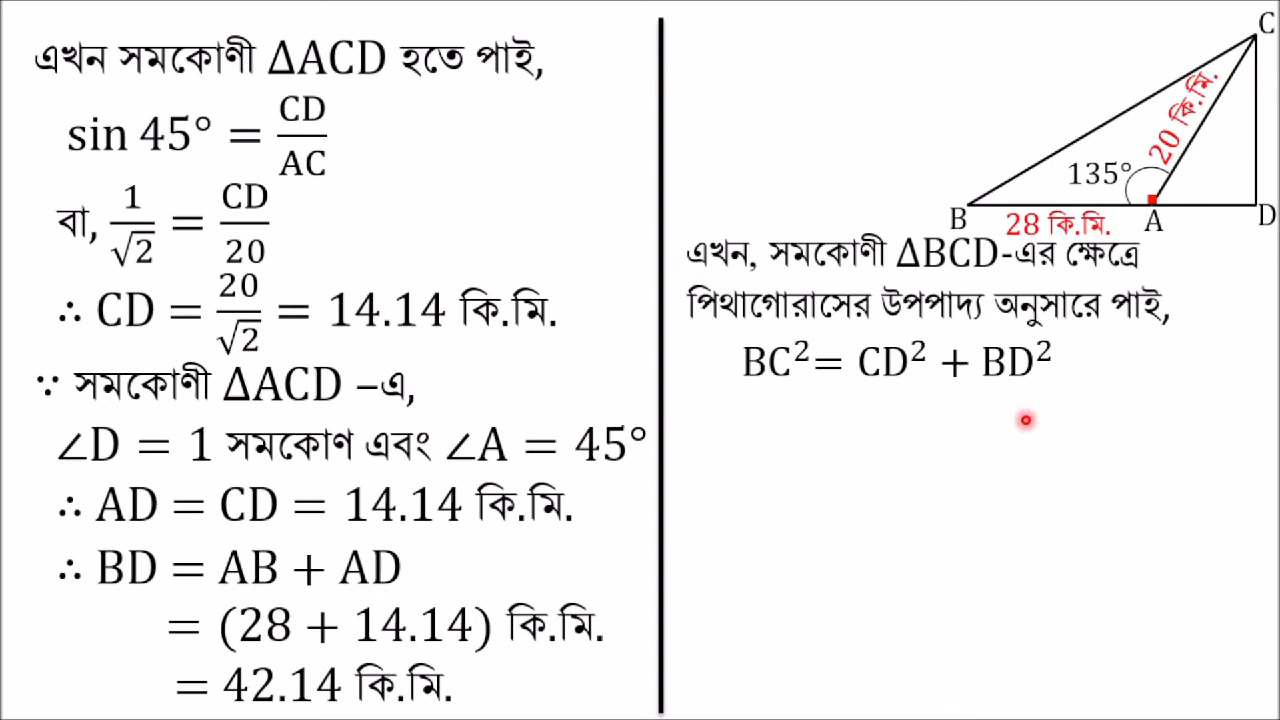 এখন সমকোণী ΔACD হতে পাই,
sin 45° = CD/AC
বা, 1/√2 = CD/20
∴ CD = 20/√2 = 14.14 কি.মি.
∵ সমকোণী ΔACD –এ,
∠D = 1 সমকোণ এবং ∠A = 45°
∴ AD = CD = 14.14 কি.মি.
∴ BD = AB + AD
= (28 + 14.14) কি.মি.
= 42.14 কি.মি.
C
20 কি.মি.
135°
B
28 কি.মি.
A
D
এখন, সমকোণী ΔBCD-এর ক্ষেত্রে
পিথাগোরাসের উপপাদ্য অনুসারে পাই,
BC²= CD² + BD²